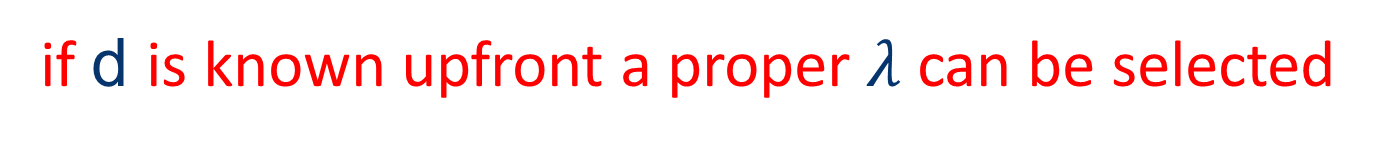 if d is known upfront a proper 𝜆 can be selected